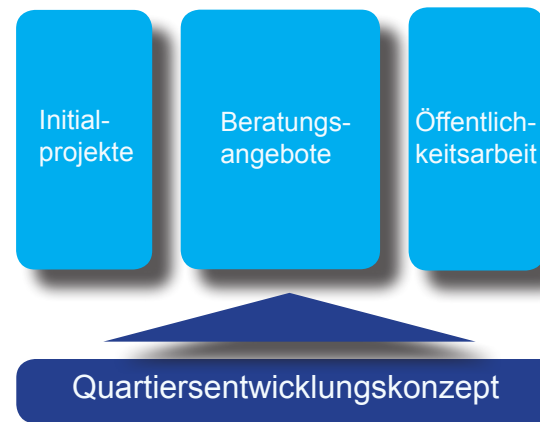 Initial-
projekte
Beratungs-
angebote
Öffentlich-
keitsarbeit
Quartiersentwicklungskonzept